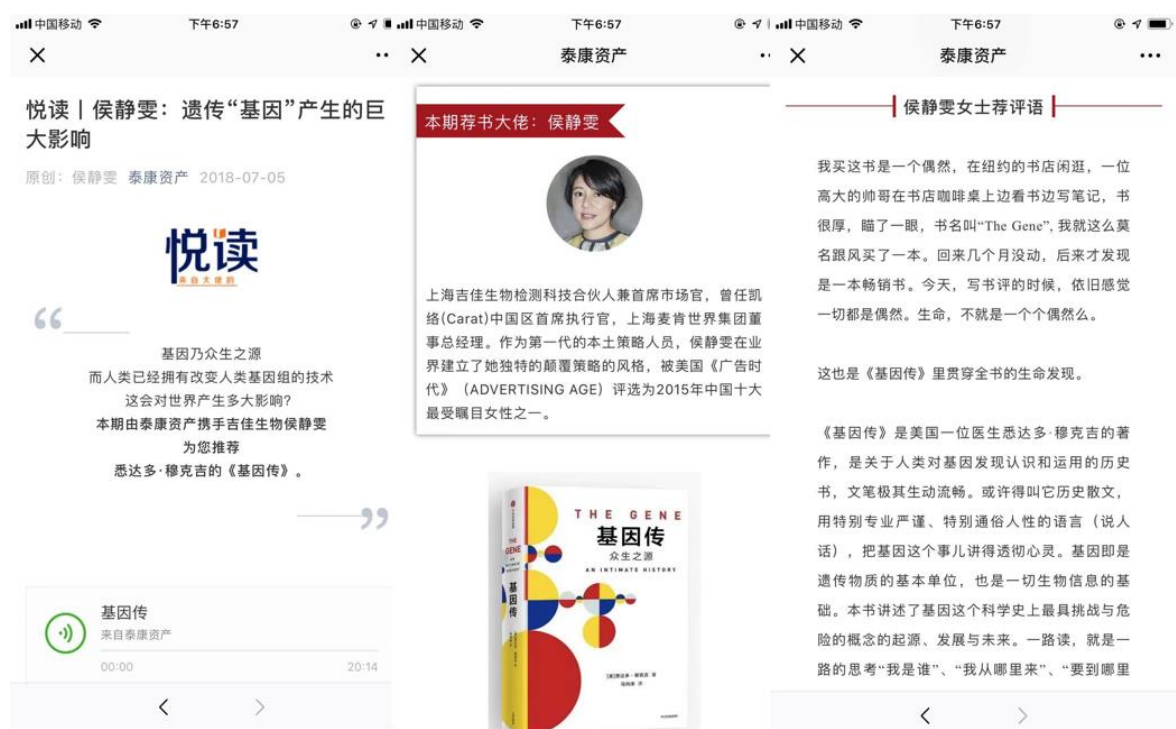 中国移动
下午6:57
悦读丨侯静雯：遗传“基因”产生的巨
大影响
原创：侯静雯 泰康资产 2018-07-05
悦读
来自大佬的
“
基因乃众生之源
而人类已经拥有改变人类基因组的技术
这会对世界产生多大影响?
本期由泰康资产携手吉佳生物侯静雯
为您推荐
悉达多·穆克吉的《基因传》。
”
基因传
来自泰康资产
00:00 20:14
中国移动
下午6:57
泰康资产
本期荐书大佬：侯静雯
上海吉佳生物检测科技合伙人兼首席市场官，曾任凯
络(Carat)中国区首席执行官，上海麦肯世界集团董
事总经理。作为第一代的本土策略人员，侯静雯在业
界建立了她独特的颠覆策略的风格，被美国《广告时
代》（ADVERTISING AGE）评选为2015年中国十大
最受瞩目女性之一。
THE GENE
基因传
众生之源
AN INTIMATE HISTORY
THE
GENE
基因传
中国移动
下午6:57
泰康资产
侯静雯女士荐评语
我买这书是一个偶然，在纽约的书店闲逛，一位
高大的帅哥在书店咖啡桌上边看书边写笔记，书
很厚，瞄了一眼，书名叫“The Gene”, 我就这么莫
名跟风买了一本。回来几个月没动，后来才发现
是一本畅销书。今天，写书评的时候，依旧感觉
一切都是偶然。生命，不就是一个个偶然么。
这也是《基因传》里贯穿全书的生命发现。
《基因传》是美国一位医生悉达多·穆克吉的著
作，是关于人类对基因发现认识和运用的历史
书，文笔极其生动流畅。或许得叫它历史散文，
用特别专业严谨、特别通俗人性的语言（说人
话），把基因这个事儿讲得透彻心灵。基因即是
遗传物质的基本单位，也是一切生物信息的基
础。本书讲述了基因这个科学史上最具挑战与危
险的概念的起源、发展与未来。一路读，就是一
路的思考“我是谁”、“我从哪里来”、“要到哪里